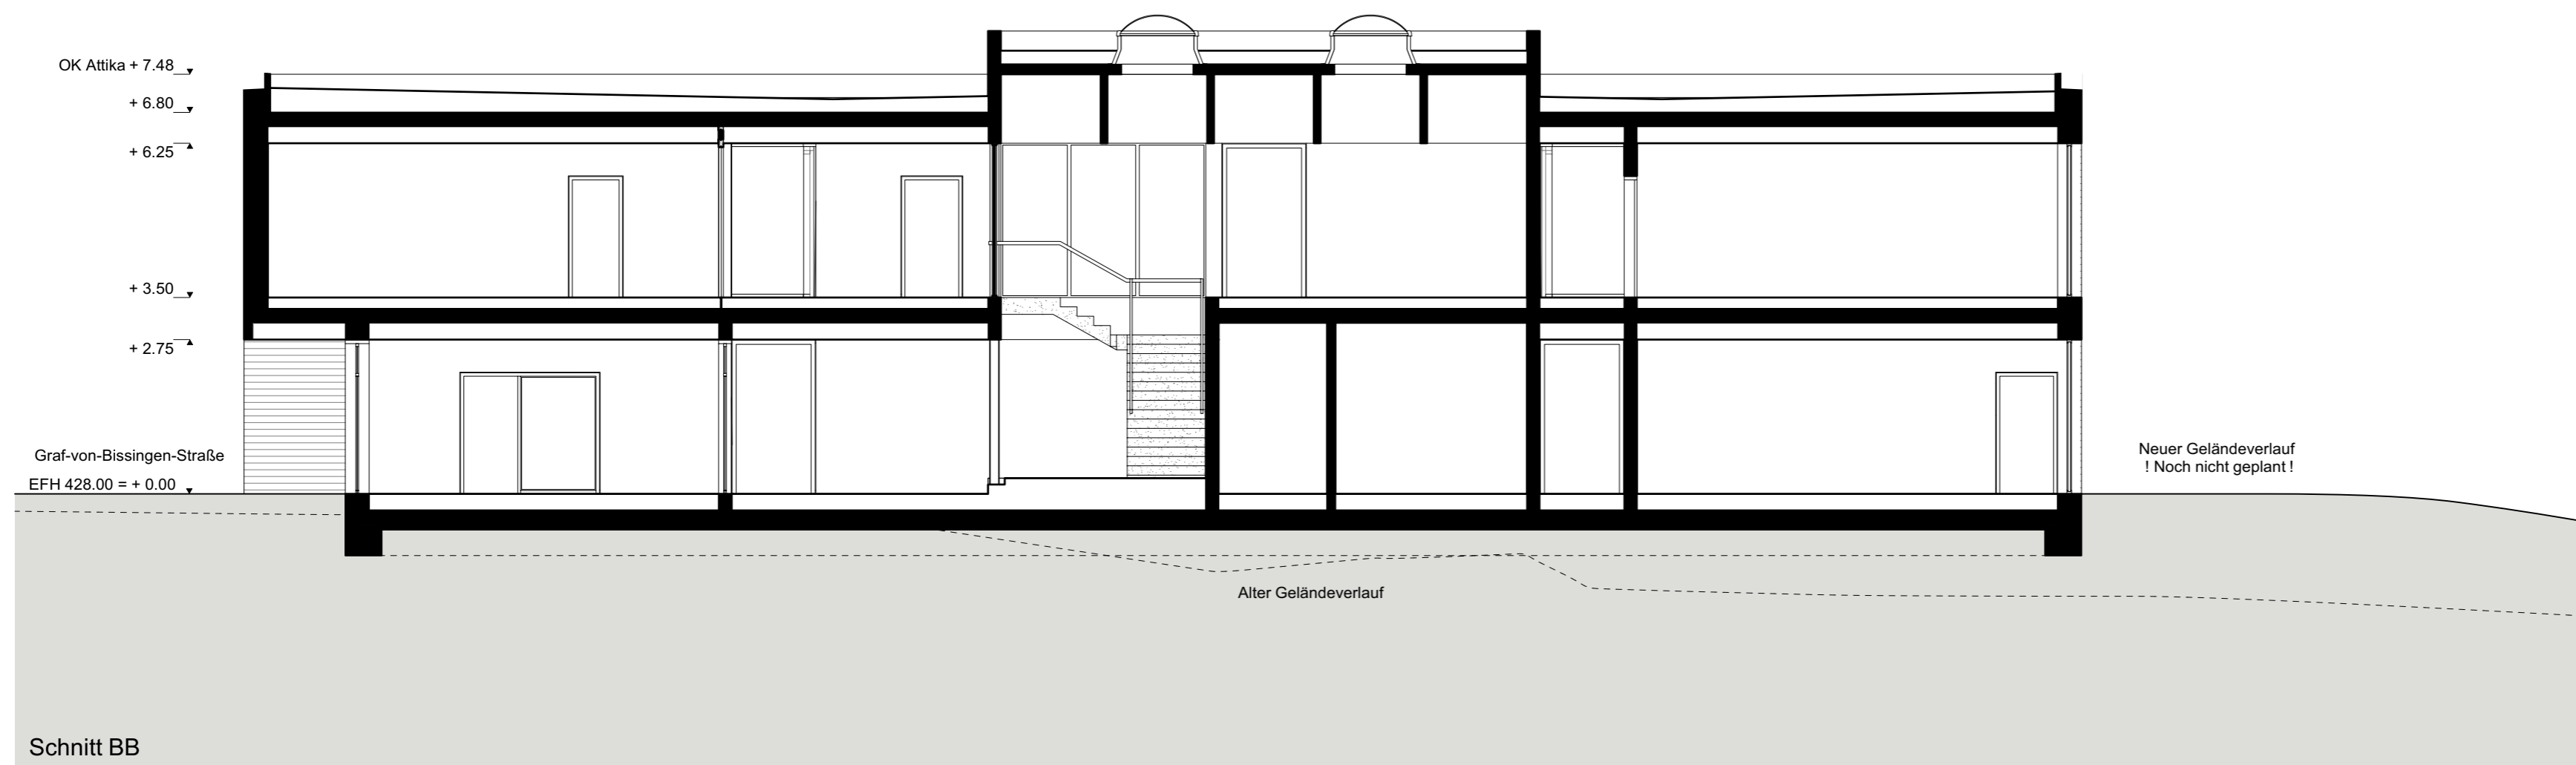 OK Attika + 7.48
+ 6.80
+ 6.25
+ 3.50
+ 2.75
Graf-von-Bissingen-Straße
EFH 428.00 = + 0.00
Neuer Geländeverlauf
! Noch nicht geplant !
Alter Geländeverlauf
Schnitt BB